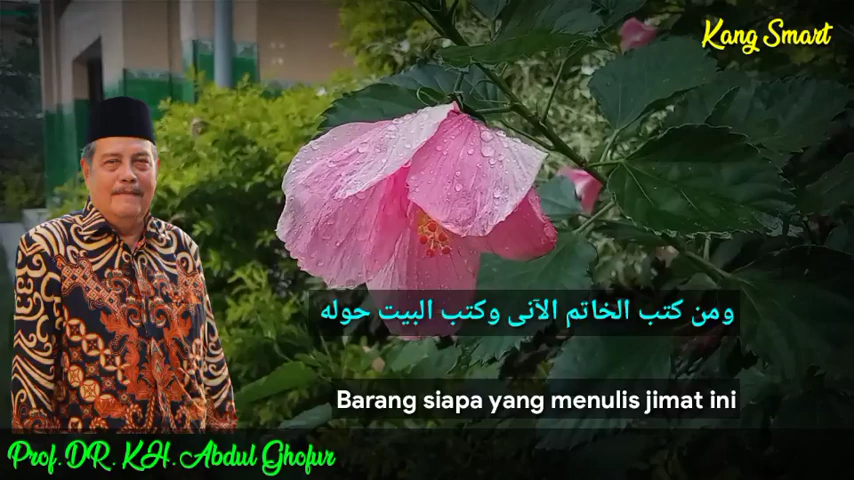 Kang Smart
ومن كتب الخاتم الآنى وكتب البيت حوله
Barang siapa yang menulis jimat ini
Prof. DR. KH. Abdul Ghofur